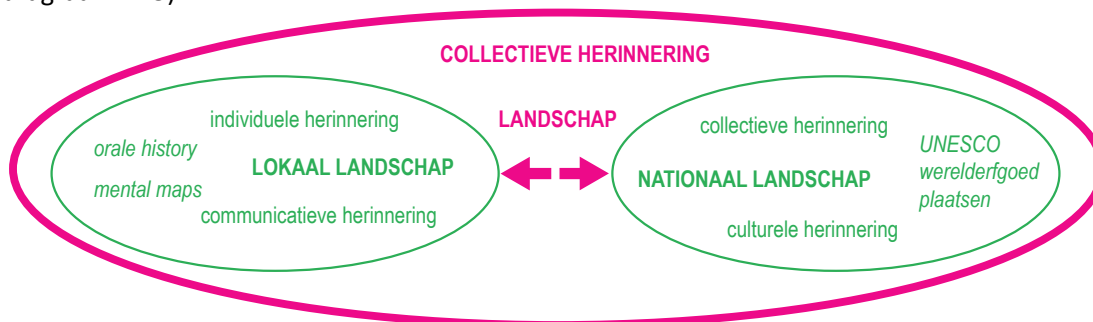 COLLECTIEVE HERINNERING
LANDSCHAP
individuele herinnering
orale history
LOKAAL LANDSCHAP
mental maps
communicatieve herinnering
collectieve herinnering
UNESCO
werelderfgoed
plaatsen
NATIONAAL LANDSCHAP
culturele herinnering